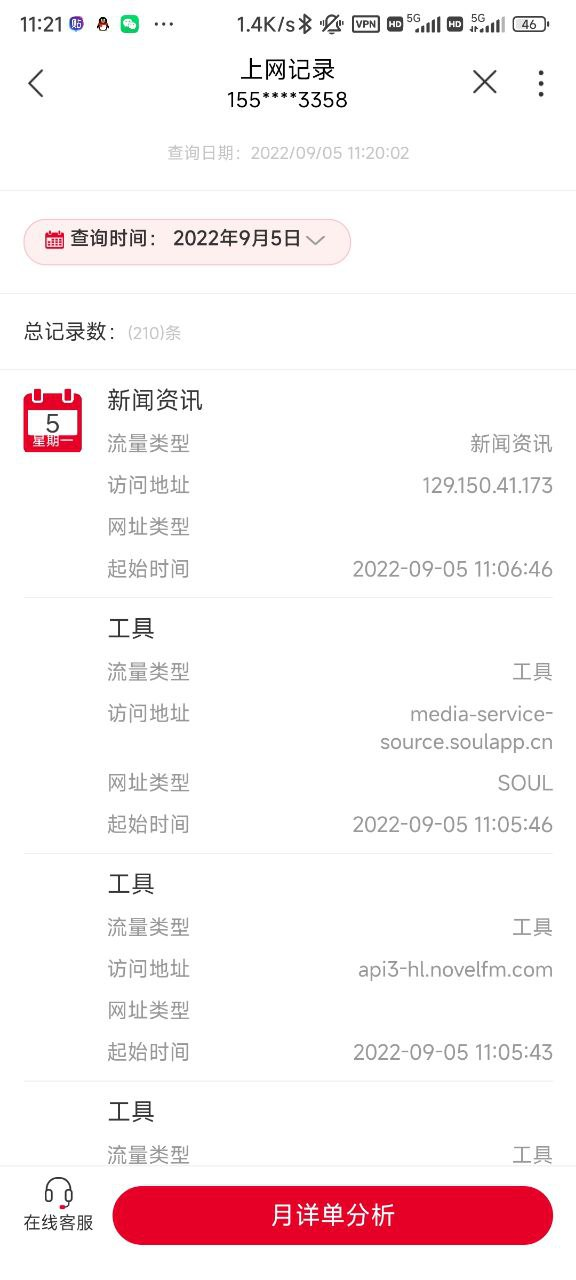 11:21 贴 ··· 1.4K/s VPN HD 5G HD 5G 46
上网记录
155****3358
查询日期：2022/09/05 11:20:02
查询时间： 2022年9月5日
总记录数：(210)条
5
星期一
新闻资讯
流量类型 新闻资讯
访问地址 129.150.41.173
网址类型
起始时间 2022-09-05 11:06:46
工具
流量类型 工具
访问地址 media-service-
source.soulapp.cn
网址类型 SOUL
起始时间 2022-09-05 11:05:46
工具
流量类型 工具
访问地址 api3-hl.novelfm.com
网址类型
起始时间 2022-09-05 11:05:43
工具
流量类型 工具
在线客服
月详单分析